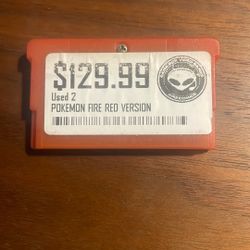 $129.99
Used 2
POKEMON FIRE RED VERSION